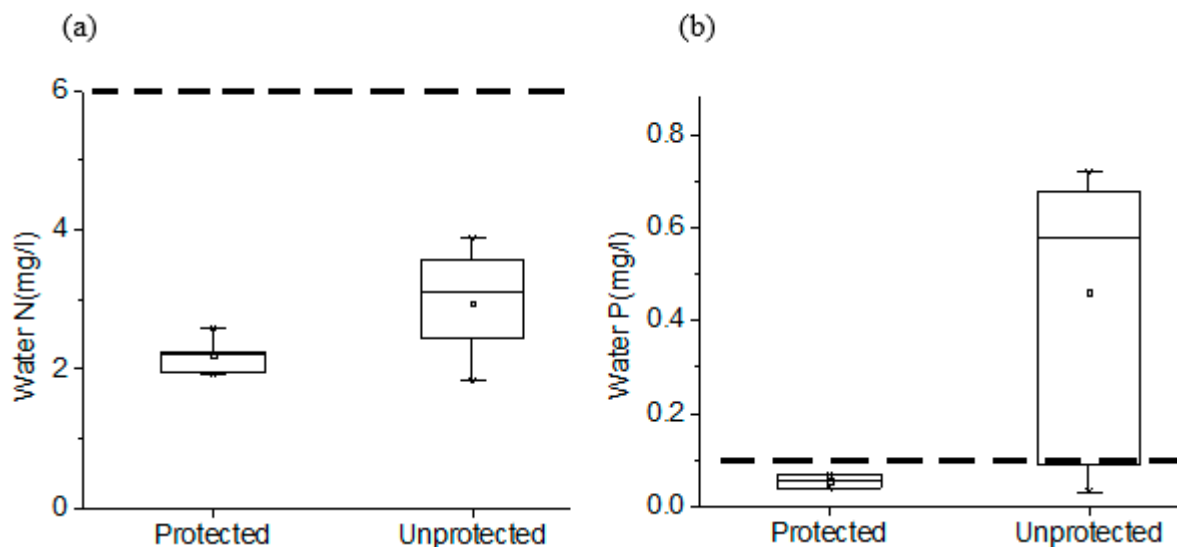 (a)
Water N(mg/l)
6
4
2
0
Protected
Unprotected
(b)
Water P(mg/l)
0.8
0.6
0.4
0.2
0.0
Protected
Unprotected